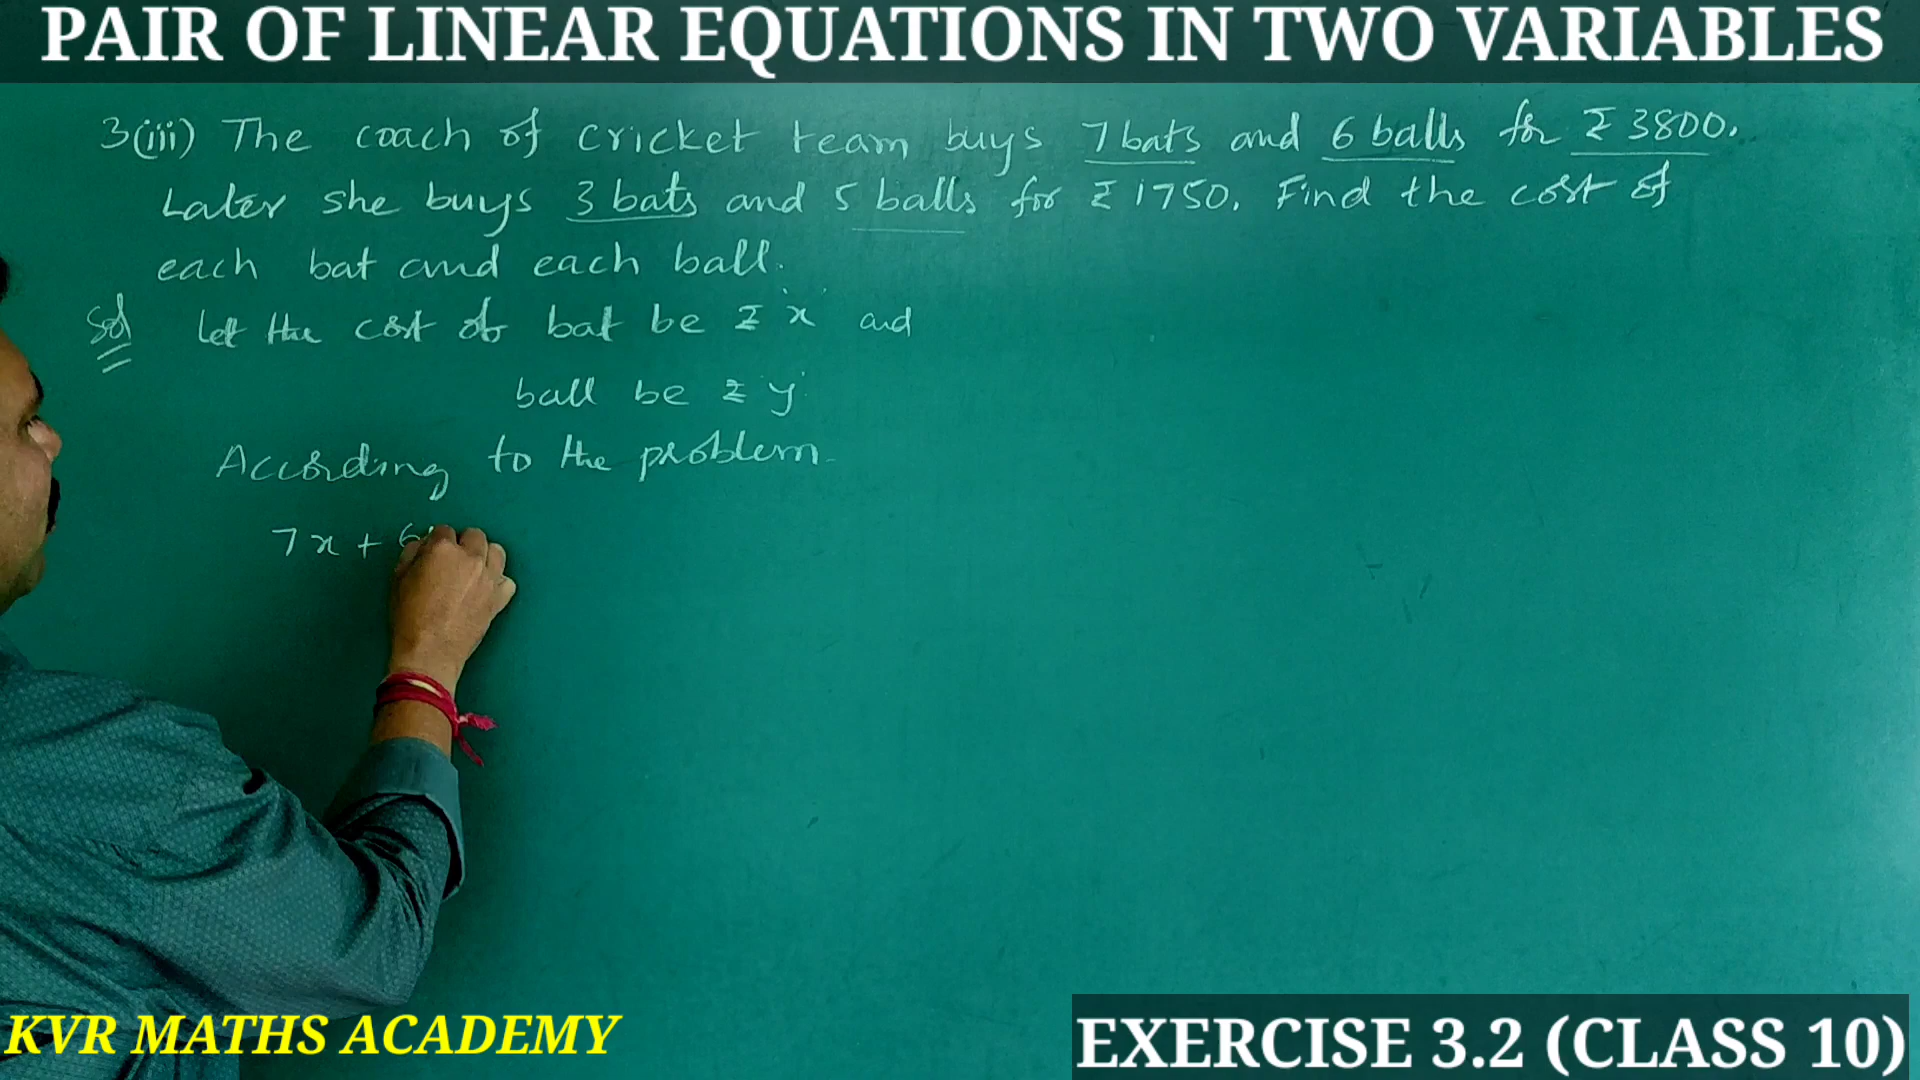 PAIR OF LINEAR EQUATIONS IN TWO VARIABLES
3(iii) The coach of cricket team buys 7 bats and 6 balls for ₹ 3800.
Later she buys 3 bats and 5 balls for ₹ 1750. Find the cost of
each bat and each ball.
Sol Let the cost of bat be ₹ 'x' and
ball be ₹ 'y'
According to the problem
7x + 6
KVR MATHS ACADEMY
EXERCISE 3.2 (CLASS 10)